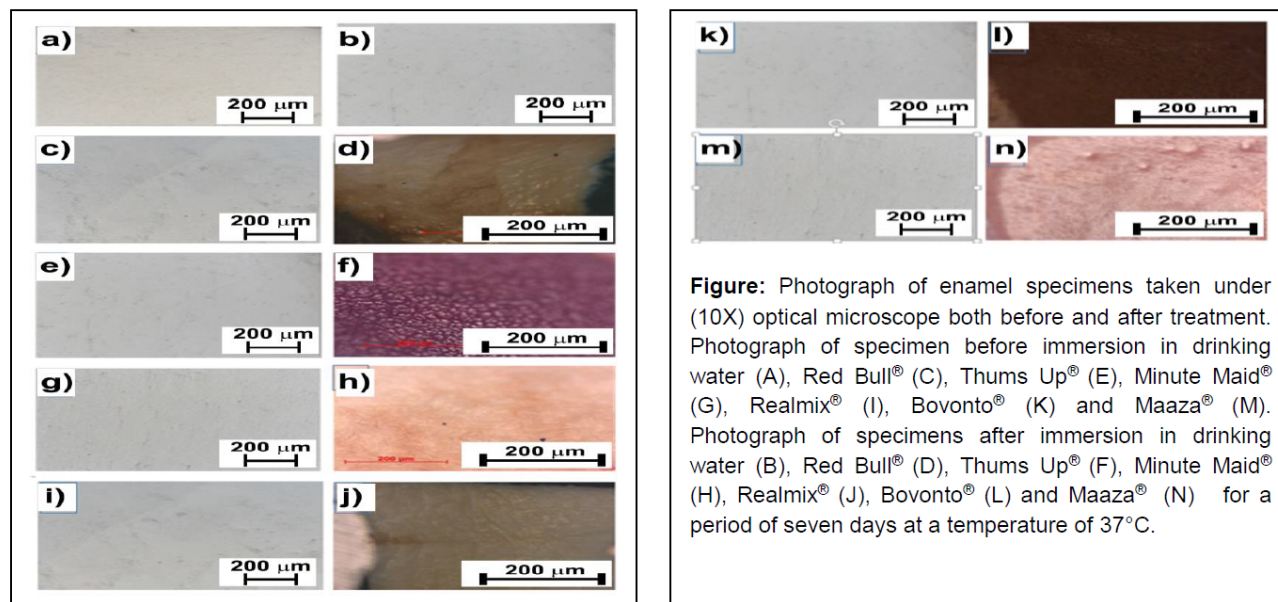 a)
200 μm
b)
200 μm
c)
200 μm
d)
200 μm
e)
200 μm
f)
200 μm
g)
200 μm
h)
200 μm
200 μm
i)
200 μm
j)
200 μm
k)
200 μm
l)
200 μm
m)
200 μm
n)
200 μm
Figure: Photograph of enamel specimens taken under
(10X) optical microscope both before and after treatment.
Photograph of specimen before immersion in drinking
water (A), Red Bull® (C), Thums Up® (E), Minute Maid®
(G), Realmix® (I), Bovonto® (K) and Maaza® (M).
Photograph of specimens after immersion in drinking
water (B), Red Bull® (D), Thums Up® (F), Minute Maid®
(H), Realmix® (J), Bovonto® (L) and Maaza® (N) for a
period of seven days at a temperature of 37°C.